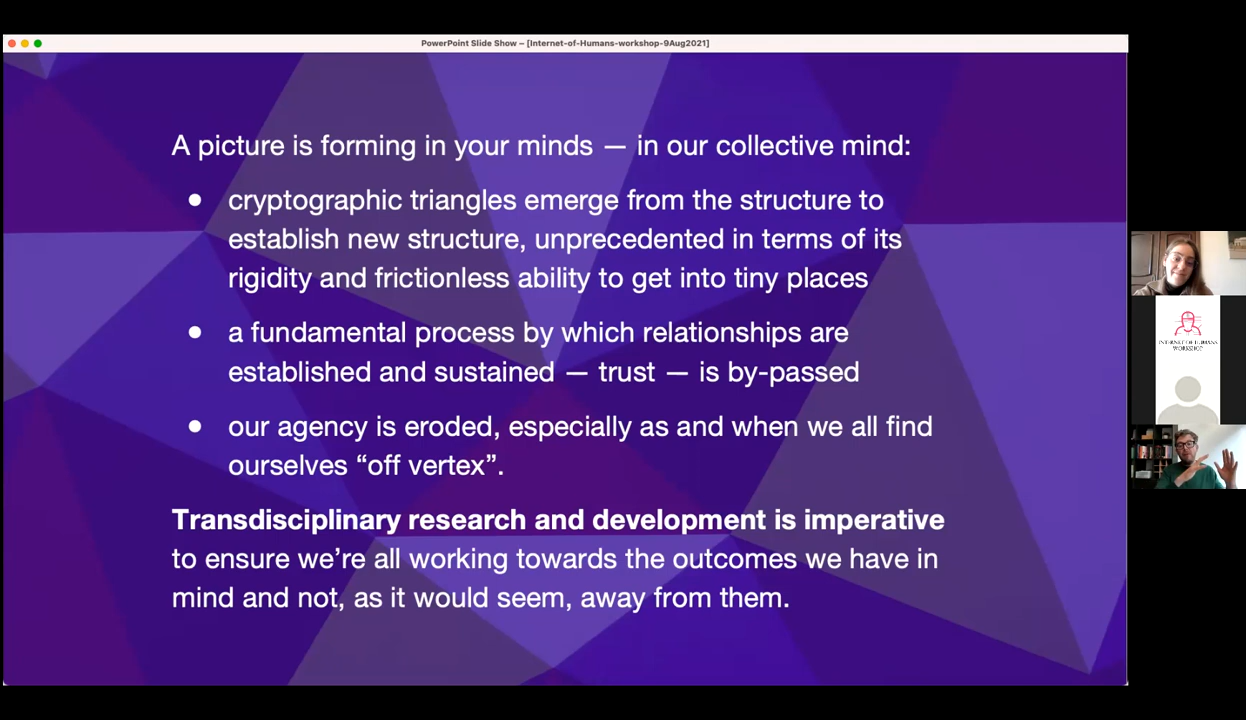 PowerPoint Slide Show – [Internet-of-Humans-workshop-9Aug2021]
A picture is forming in your minds — in our collective mind:
● cryptographic triangles emerge from the structure to
establish new structure, unprecedented in terms of its
rigidity and frictionless ability to get into tiny places
● a fundamental process by which relationships are
established and sustained — trust — is by-passed
● our agency is eroded, especially as and when we all find
ourselves “off vertex”.
Transdisciplinary research and development is imperative
to ensure we’re all working towards the outcomes we have in
mind and not, as it would seem, away from them.
INTERNET OF HUMANS
WORKSHOP